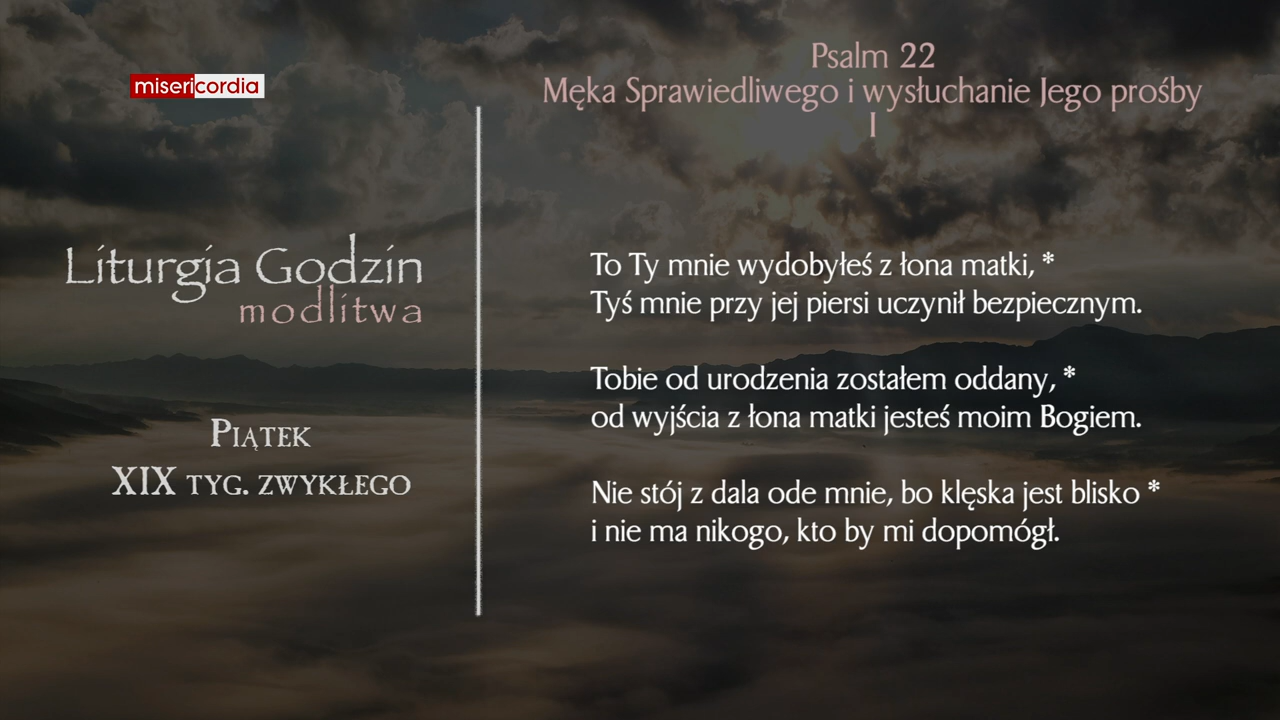 misericordia
Psalm 22
Męka Sprawiedliwego i wysłuchanie Jego prośby
I
Liturgia Godzin
modlitwa
Piątek
XIX tyg. zwykłego
To Ty mnie wydobyłeś z łona matki, *
Tyś mnie przy jej piersi uczynił bezpiecznym.
Tobie od urodzenia zostałem oddany, *
od wyjścia z łona matki jesteś moim Bogiem.
Nie stój z dala ode mnie, bo klęska jest blisko *
i nie ma nikogo, kto by mi dopomógł.